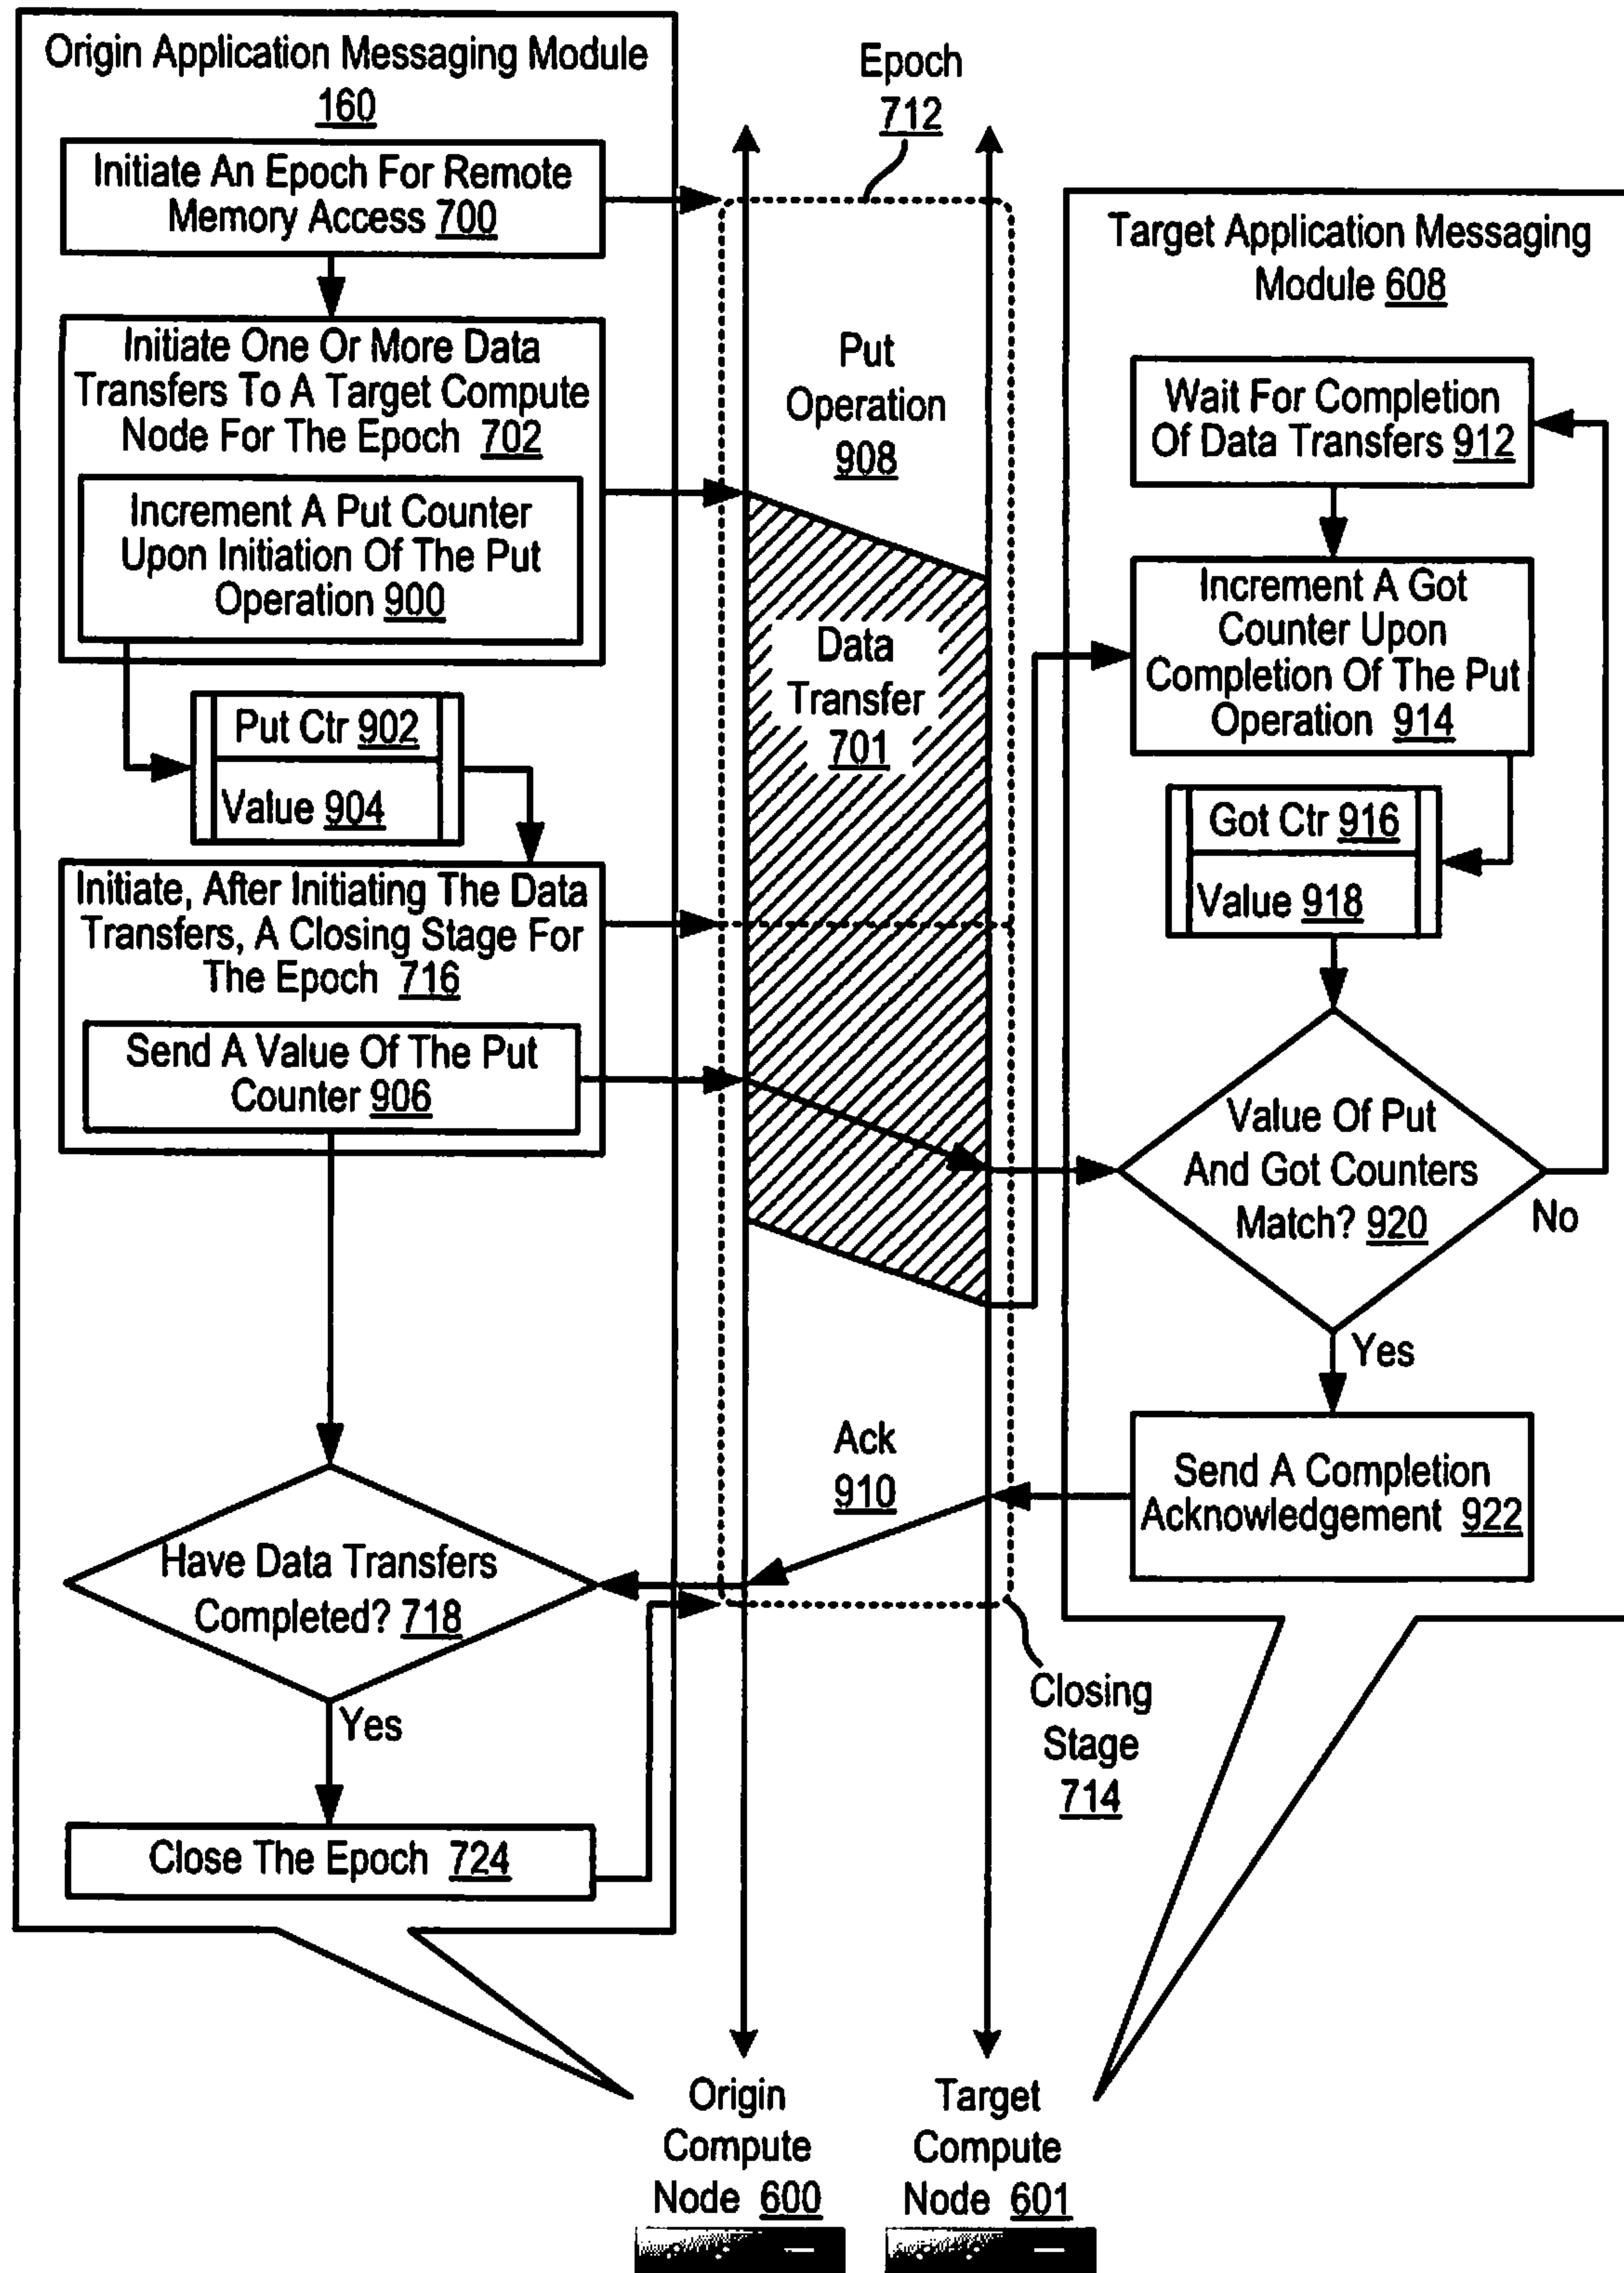 Origin Application Messaging Module
160
Initiate An Epoch For Remote
Memory Access 700
Initiate One Or More Data
Transfers To A Target Compute
Node For The Epoch 702
Increment A Put Counter
Upon Initiation Of The Put
Operation 900
Put Ctr 902
Value 904
Initiate, After Initiating The Data
Transfers, A Closing Stage For
The Epoch 716
Send A Value Of The Put
Counter 906
Have Data Transfers
Completed? 718
Yes
Close The Epoch 724
Epoch
712
Put
Operation
908
Data
Transfer
701
Ack
910
Closing
Stage
714
Target Application Messaging
Module 608
Wait For Completion
Of Data Transfers 912
Increment A Got
Counter Upon
Completion Of The Put
Operation 914
Got Ctr 916
Value 918
Value Of Put
And Got Counters
Match? 920
No
Yes
Send A Completion
Acknowledgement 922
Origin
Compute
Node 600
Target
Compute
Node 601